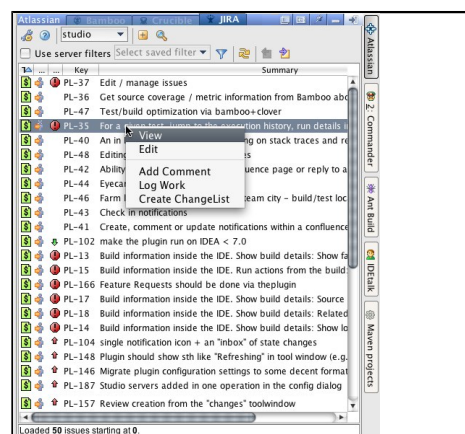 Atlassian Bamboo Crucible JIRA
studio
Use server filters Select saved filter
... ... Key Summary
PL-37 Edit / manage issues
PL-36 Get source coverage / metric information from Bamboo abo
PL-47 Test/build optimization via bamboo+clover
PL-35 For a
PL-40 An in ng on stack traces and re
PL-48 Editing es
PL-42 Ability uence page or reply to a
PL-44 Eyecar
PL-46 Farm t team city - build/test loc
PL-43 Check in notifications
PL-41 Create, comment or update notifications within a confluence
PL-102 make the plugin run on IDEA < 7.0
PL-13 Build information inside the IDE. Show build details: Show fa
PL-15 Build information inside the IDE. Run actions from the build
PL-166 Feature Requests should be done via theplugin
PL-17 Build information inside the IDE. Show build details: Source
PL-18 Build information inside the IDE. Show build details: Related
PL-14 Build information inside the IDE. Show build details: Show lo
PL-104 single notification icon + an "inbox" of state changes
PL-148 Plugin should show sth like "Refreshing" in tool window (e.g.
PL-146 Migrate plugin configuration settings to some decent format
PL-187 Studio servers added in one operation in the config dialog
PL-157 Review creation from the "changes" toolwindow
Loaded 50 issues starting at 0.
View
Edit
Add Comment
Log Work
Create ChangeList
Atlassian
2: Commander
Ant Build
IDEtalk
Maven projects